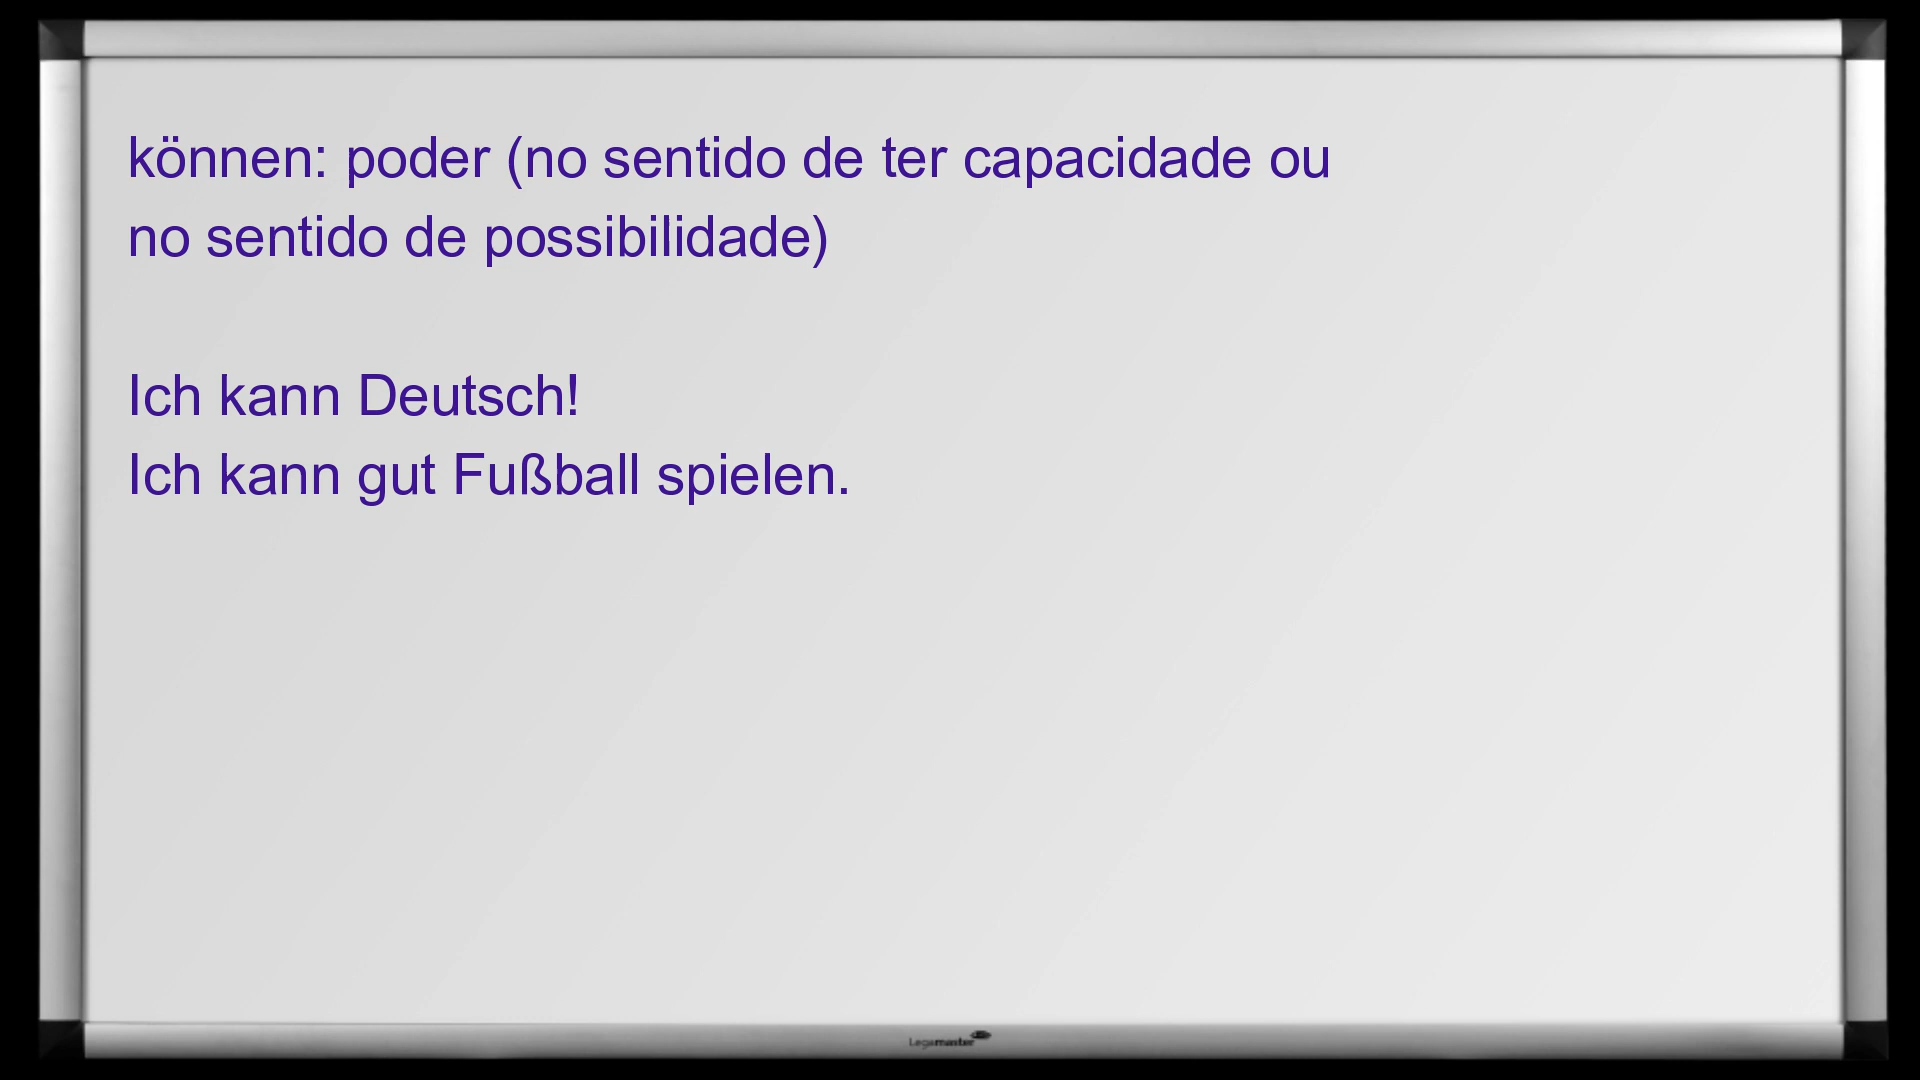 können: poder (no sentido de ter capacidade ou
no sentido de possibilidade)
Ich kann Deutsch!
Ich kann gut Fußball spielen.
Legamaster